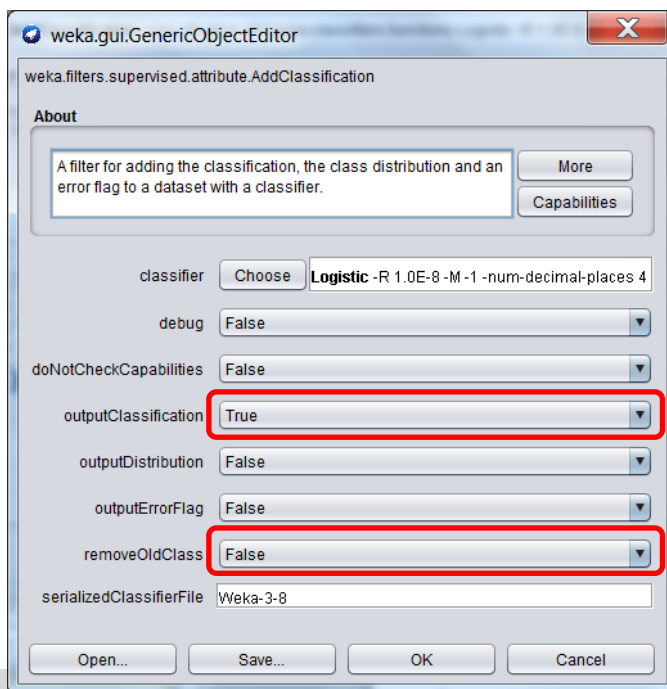 weka.gui.GenericObjectEditor
weka.filters.supervised.attribute.AddClassification
About
A filter for adding the classification, the class distribution and an
error flag to a dataset with a classifier.
More
Capabilities
classifier Choose Logistic -R 1.0E-8 -M -1 -num-decimal-places 4
debug False
doNotCheckCapabilities False
outputClassification True
outputDistribution False
outputErrorFlag False
removeOldClass False
serializedClassifierFile Weka-3-8
Open... Save... OK Cancel